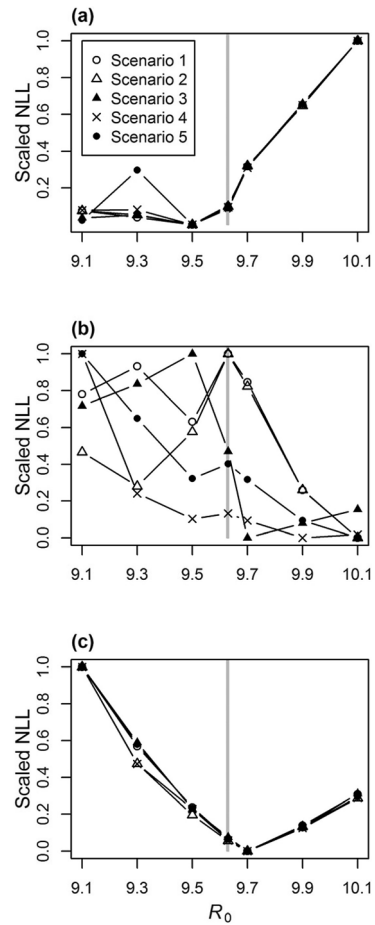 (a)
Scaled NLL
1.0
0.8
0.6
0.4
0.2
Scenario 1
Scenario 2
Scenario 3
Scenario 4
Scenario 5
9.1 9.3 9.5 9.7 9.9 10.1
(b)
Scaled NLL
1.0
0.8
0.6
0.4
0.2
0.0
9.1 9.3 9.5 9.7 9.9 10.1
(c)
Scaled NLL
1.0
0.8
0.6
0.4
0.2
0.0
9.1 9.3 9.5 9.7 9.9 10.1
R0